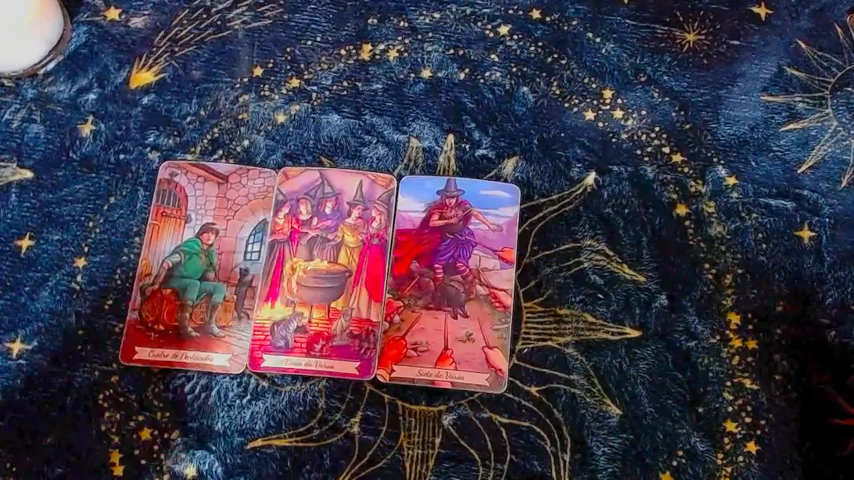 Cuatro de Pentáculos
de Varas
Siete de Varas